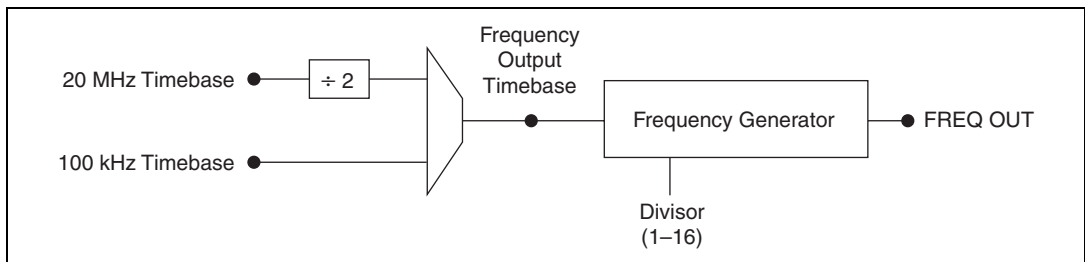 20 MHz Timebase
÷ 2
100 kHz Timebase
Frequency
Output
Timebase
Frequency Generator
FREQ OUT
Divisor
(1–16)